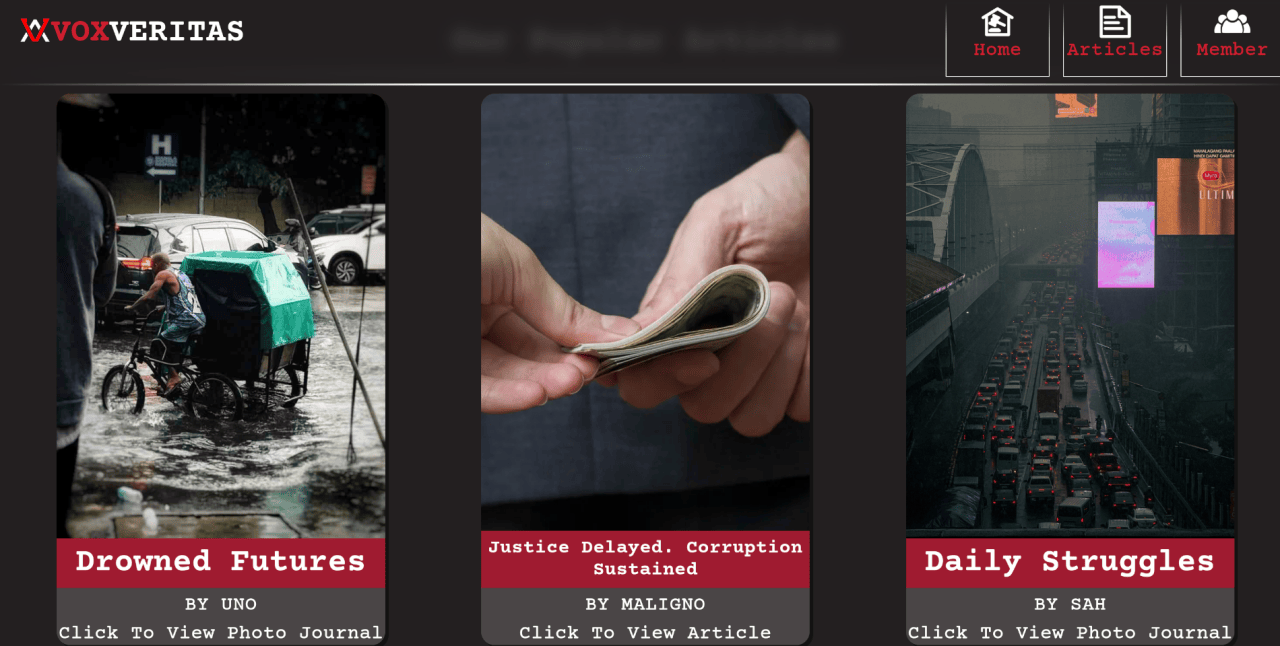 VOXVERITAS
Our Popular Articles
Home
Articles
Member
H
Drowned Futures
BY UNO
Click To View Photo Journal
Justice Delayed. Corruption
Sustained
BY MALIGNO
Click To View Article
ULTIM
Daily Struggles
BY SAH
Click To View Photo Journal